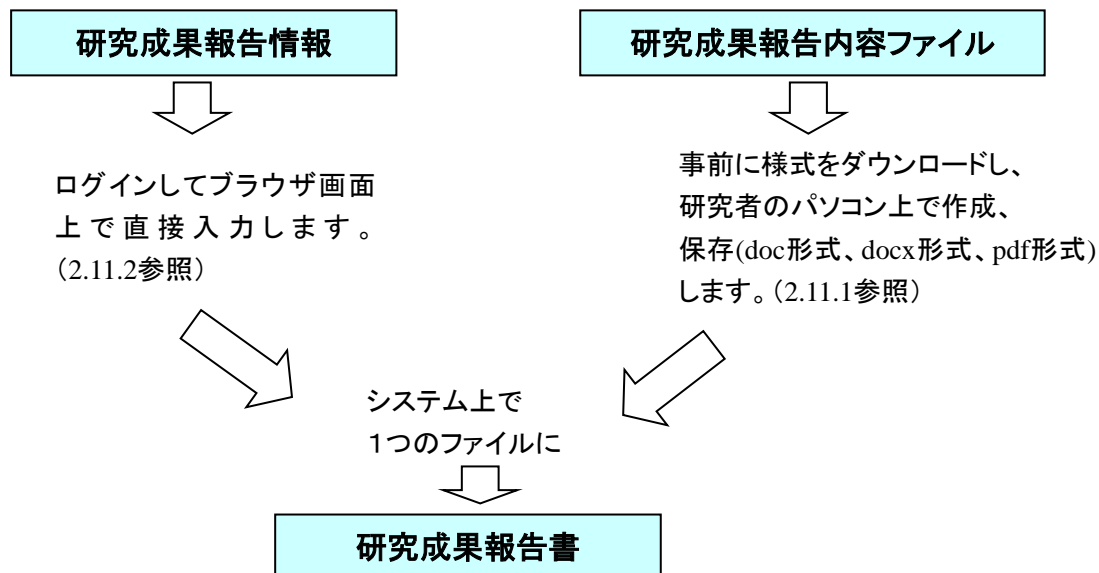 研究成果報告情報
研究成果報告内容ファイル
ログインしてブラウザ画面
上で直接入力します。
（2.11.2参照）
事前に様式をダウンロードし、
研究者のパソコン上で作成、
保存(doc形式、docx形式、pdf形式)
します。（2.11.1参照）
システム上で
１つのファイルに
研究成果報告書